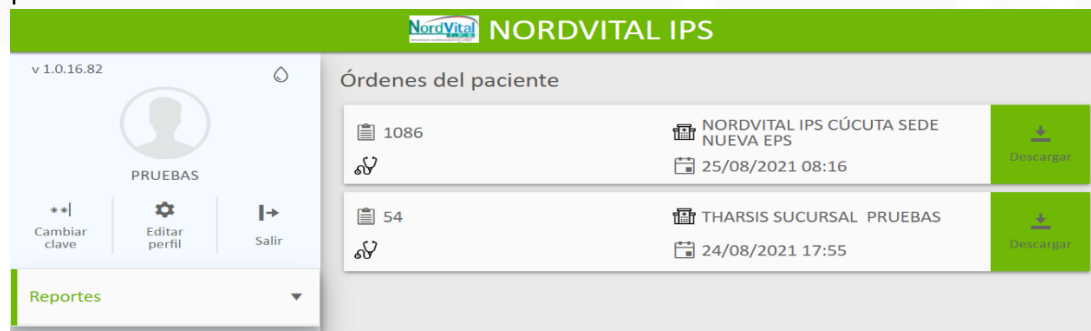 NordVital
I.P.S
NORDVITAL IPS
v 1.0.16.82
PRUEBAS
Cambiar
clave
Editar
perfil
Salir
Reportes
Órdenes del paciente
1086
NORDVITAL IPS CÚCUTA SEDE
NUEVA EPS
25/08/2021 08:16
Descargar
54
THARSIS SUCURSAL PRUEBAS
24/08/2021 17:55
Descargar